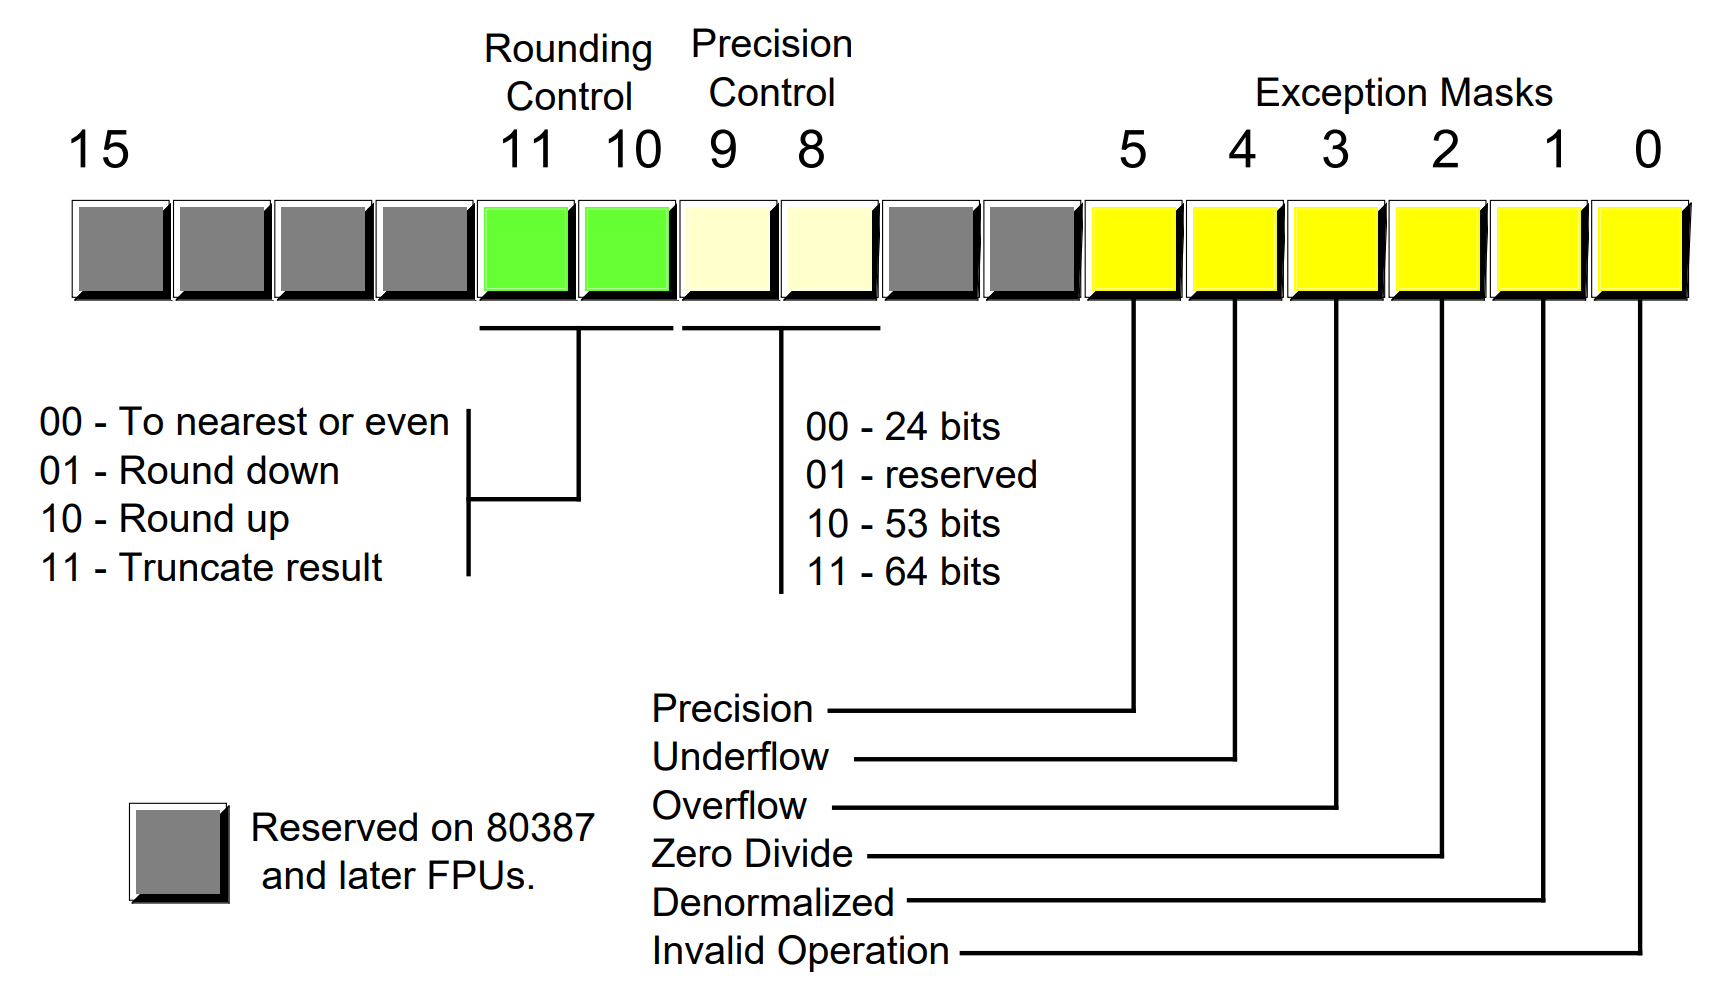 Rounding
Control
Precision
Control
Exception Masks
15 11 10 9 8 5 4 3 2 1 0
00 - To nearest or even
01 - Round down
10 - Round up
11 - Truncate result
00 - 24 bits
01 - reserved
10 - 53 bits
11 - 64 bits
Precision
Underflow
Overflow
Zero Divide
Denormalized
Invalid Operation
Reserved on 80387
and later FPUs.